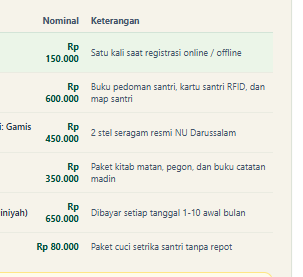 Nominal Keterangan
Rp
150.000 Satu kali saat registrasi online / offline
Rp
600.000 Buku pedoman santri, kartu santri RFID, dan
map santri
i: Gamis Rp
450.000 2 stel seragam resmi NU Darussalam
Rp
350.000 Paket kitab matan, pegon, dan buku catatan
madin
iniyah) Rp
650.000 Dibayar setiap tanggal 1-10 awal bulan
Rp 80.000 Paket cuci setrika santri tanpa repot